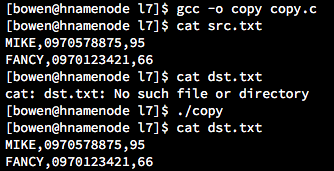 [bowen@hnamenode l7]$ gcc -o copy copy.c
[bowen@hnamenode l7]$ cat src.txt
MIKE,0970578875,95
FANCY,0970123421,66
[bowen@hnamenode l7]$ cat dst.txt
cat: dst.txt: No such file or directory
[bowen@hnamenode l7]$ ./copy
[bowen@hnamenode l7]$ cat dst.txt
MIKE,0970578875,95
FANCY,0970123421,66